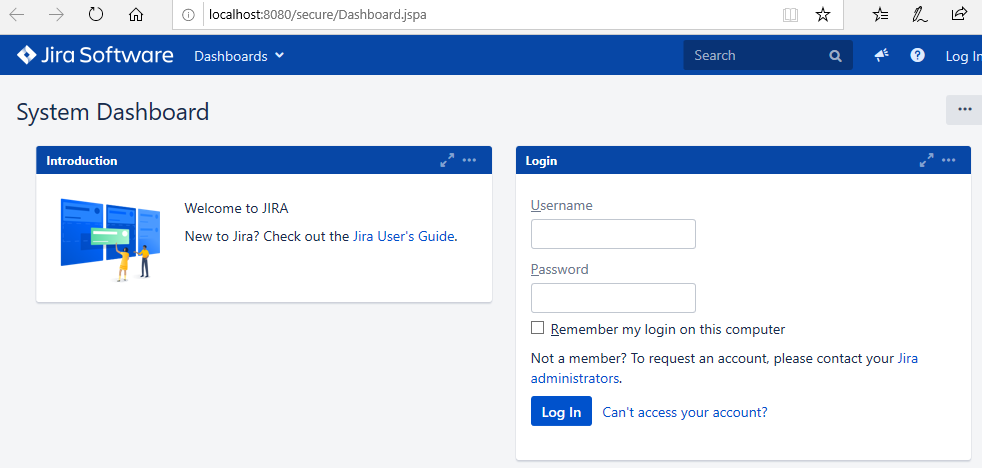 localhost:8080/secure/Dashboard.jspa
Jira Software Dashboards Search Log In
System Dashboard
Introduction
Welcome to JIRA
New to Jira? Check out the Jira User's Guide.
Login
Username
Password
Remember my login on this computer
Not a member? To request an account, please contact your Jira
administrators.
Log In Can't access your account?